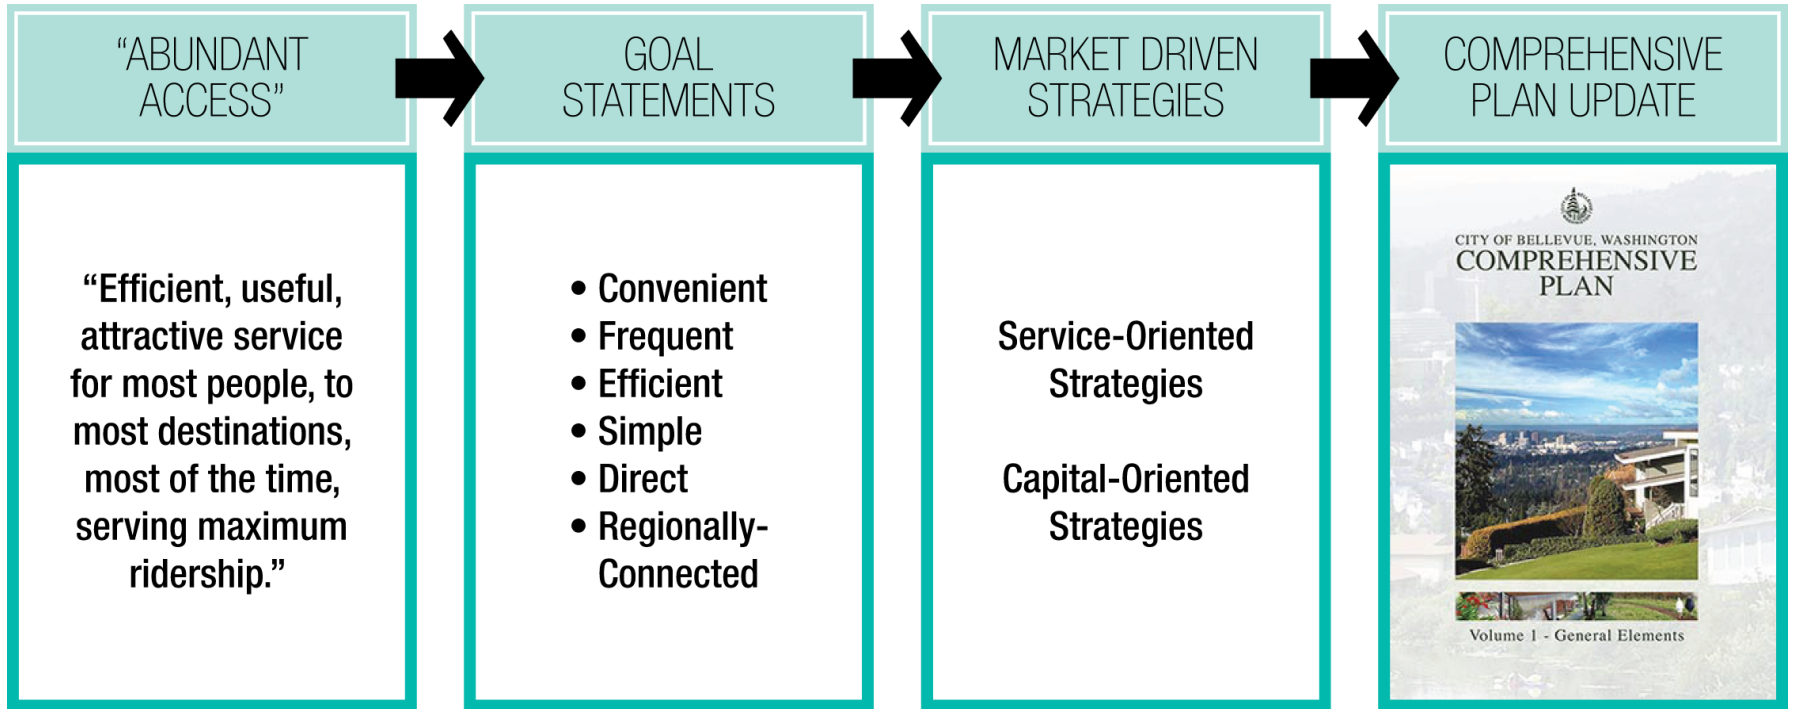 “ABUNDANT
ACCESS”
“Efficient, useful,
attractive service
for most people, to
most destinations,
most of the time,
serving maximum
ridership.”
GOAL
STATEMENTS
• Convenient
• Frequent
• Efficient
• Simple
• Direct
• Regionally-
Connected
MARKET DRIVEN
STRATEGIES
Service-Oriented
Strategies
Capital-Oriented
Strategies
COMPREHENSIVE
PLAN UPDATE
CITY OF BELLEVUE, WASHINGTON
COMPREHENSIVE
PLAN
Volume 1 - General Elements